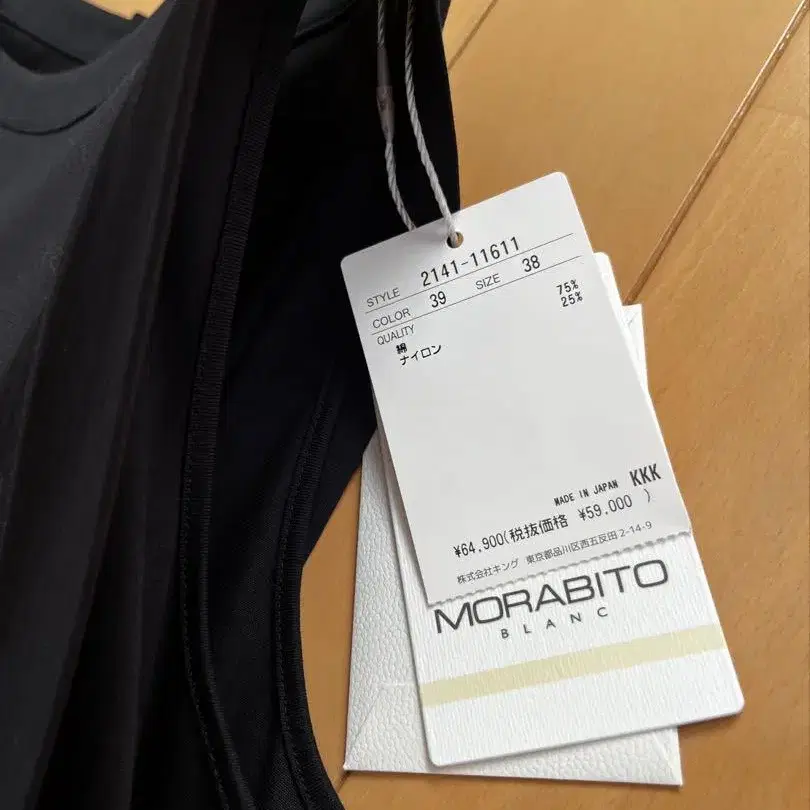 STYLE 2141-11611
COLOR 39 SIZE 38
QUALITY
綿 75%
ナイロン 25%
MADE IN JAPAN KKK
¥64,900(税抜価格 ¥59,000 )
株式会社キング 東京都品川区西五反田2-14-9
MORABITO
BLANC